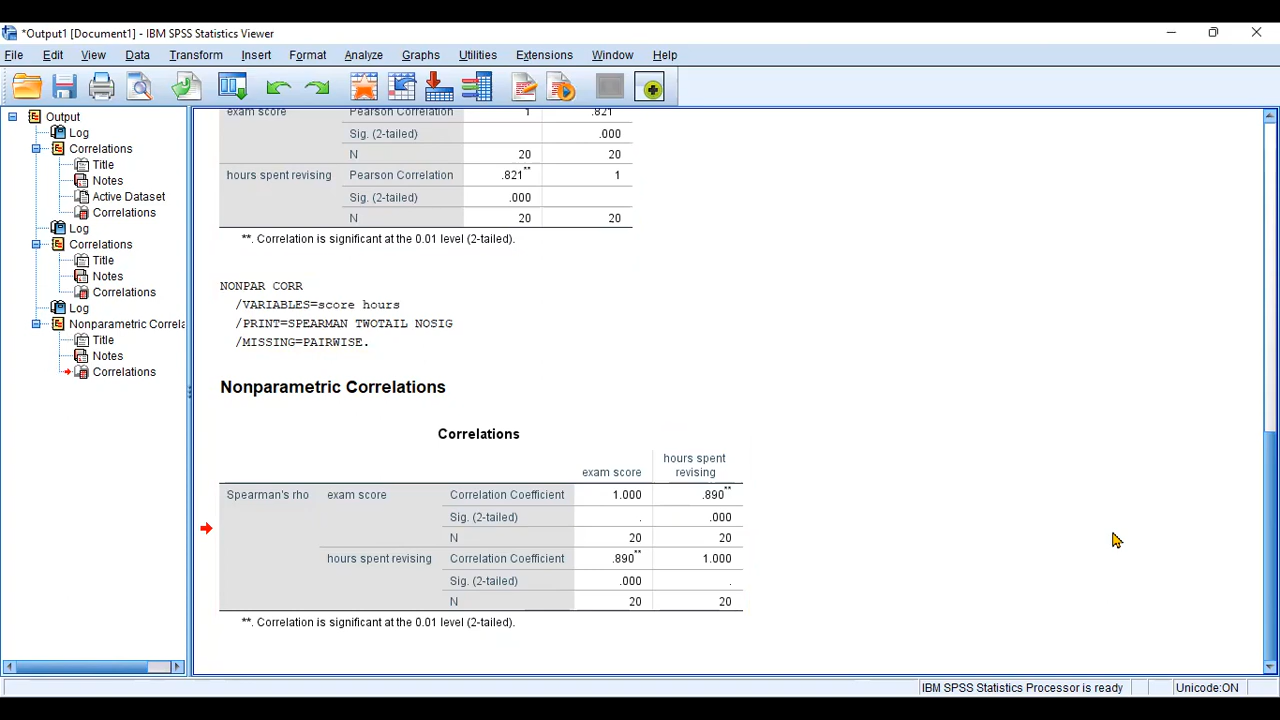 *Output1 [Document1] - IBM SPSS Statistics Viewer
File Edit View Data Transform Insert Format Analyze Graphs Utilities Extensions Window Help
Output
Log
Correlations
Title
Notes
Active Dataset
Correlations
Log
Correlations
Title
Notes
Correlations
Log
Nonparametric Correla
Title
Notes
Correlations
exam score Pearson Correlation 1 .821
Sig. (2-tailed) .000
N 20 20
hours spent revising Pearson Correlation .821** 1
Sig. (2-tailed) .000
N 20 20
**. Correlation is significant at the 0.01 level (2-tailed).
NONPAR CORR
/VARIABLES=score hours
/PRINT=SPEARMAN TWOTAIL NOSIG
/MISSING=PAIRWISE.
Nonparametric Correlations
Correlations
exam score hours spent revising
Spearman's rho exam score Correlation Coefficient 1.000 .890**
Sig. (2-tailed) . .000
N 20 20
hours spent revising Correlation Coefficient .890** 1.000
Sig. (2-tailed) .000 .
N 20 20
**. Correlation is significant at the 0.01 level (2-tailed).
IBM SPSS Statistics Processor is ready Unicode:ON